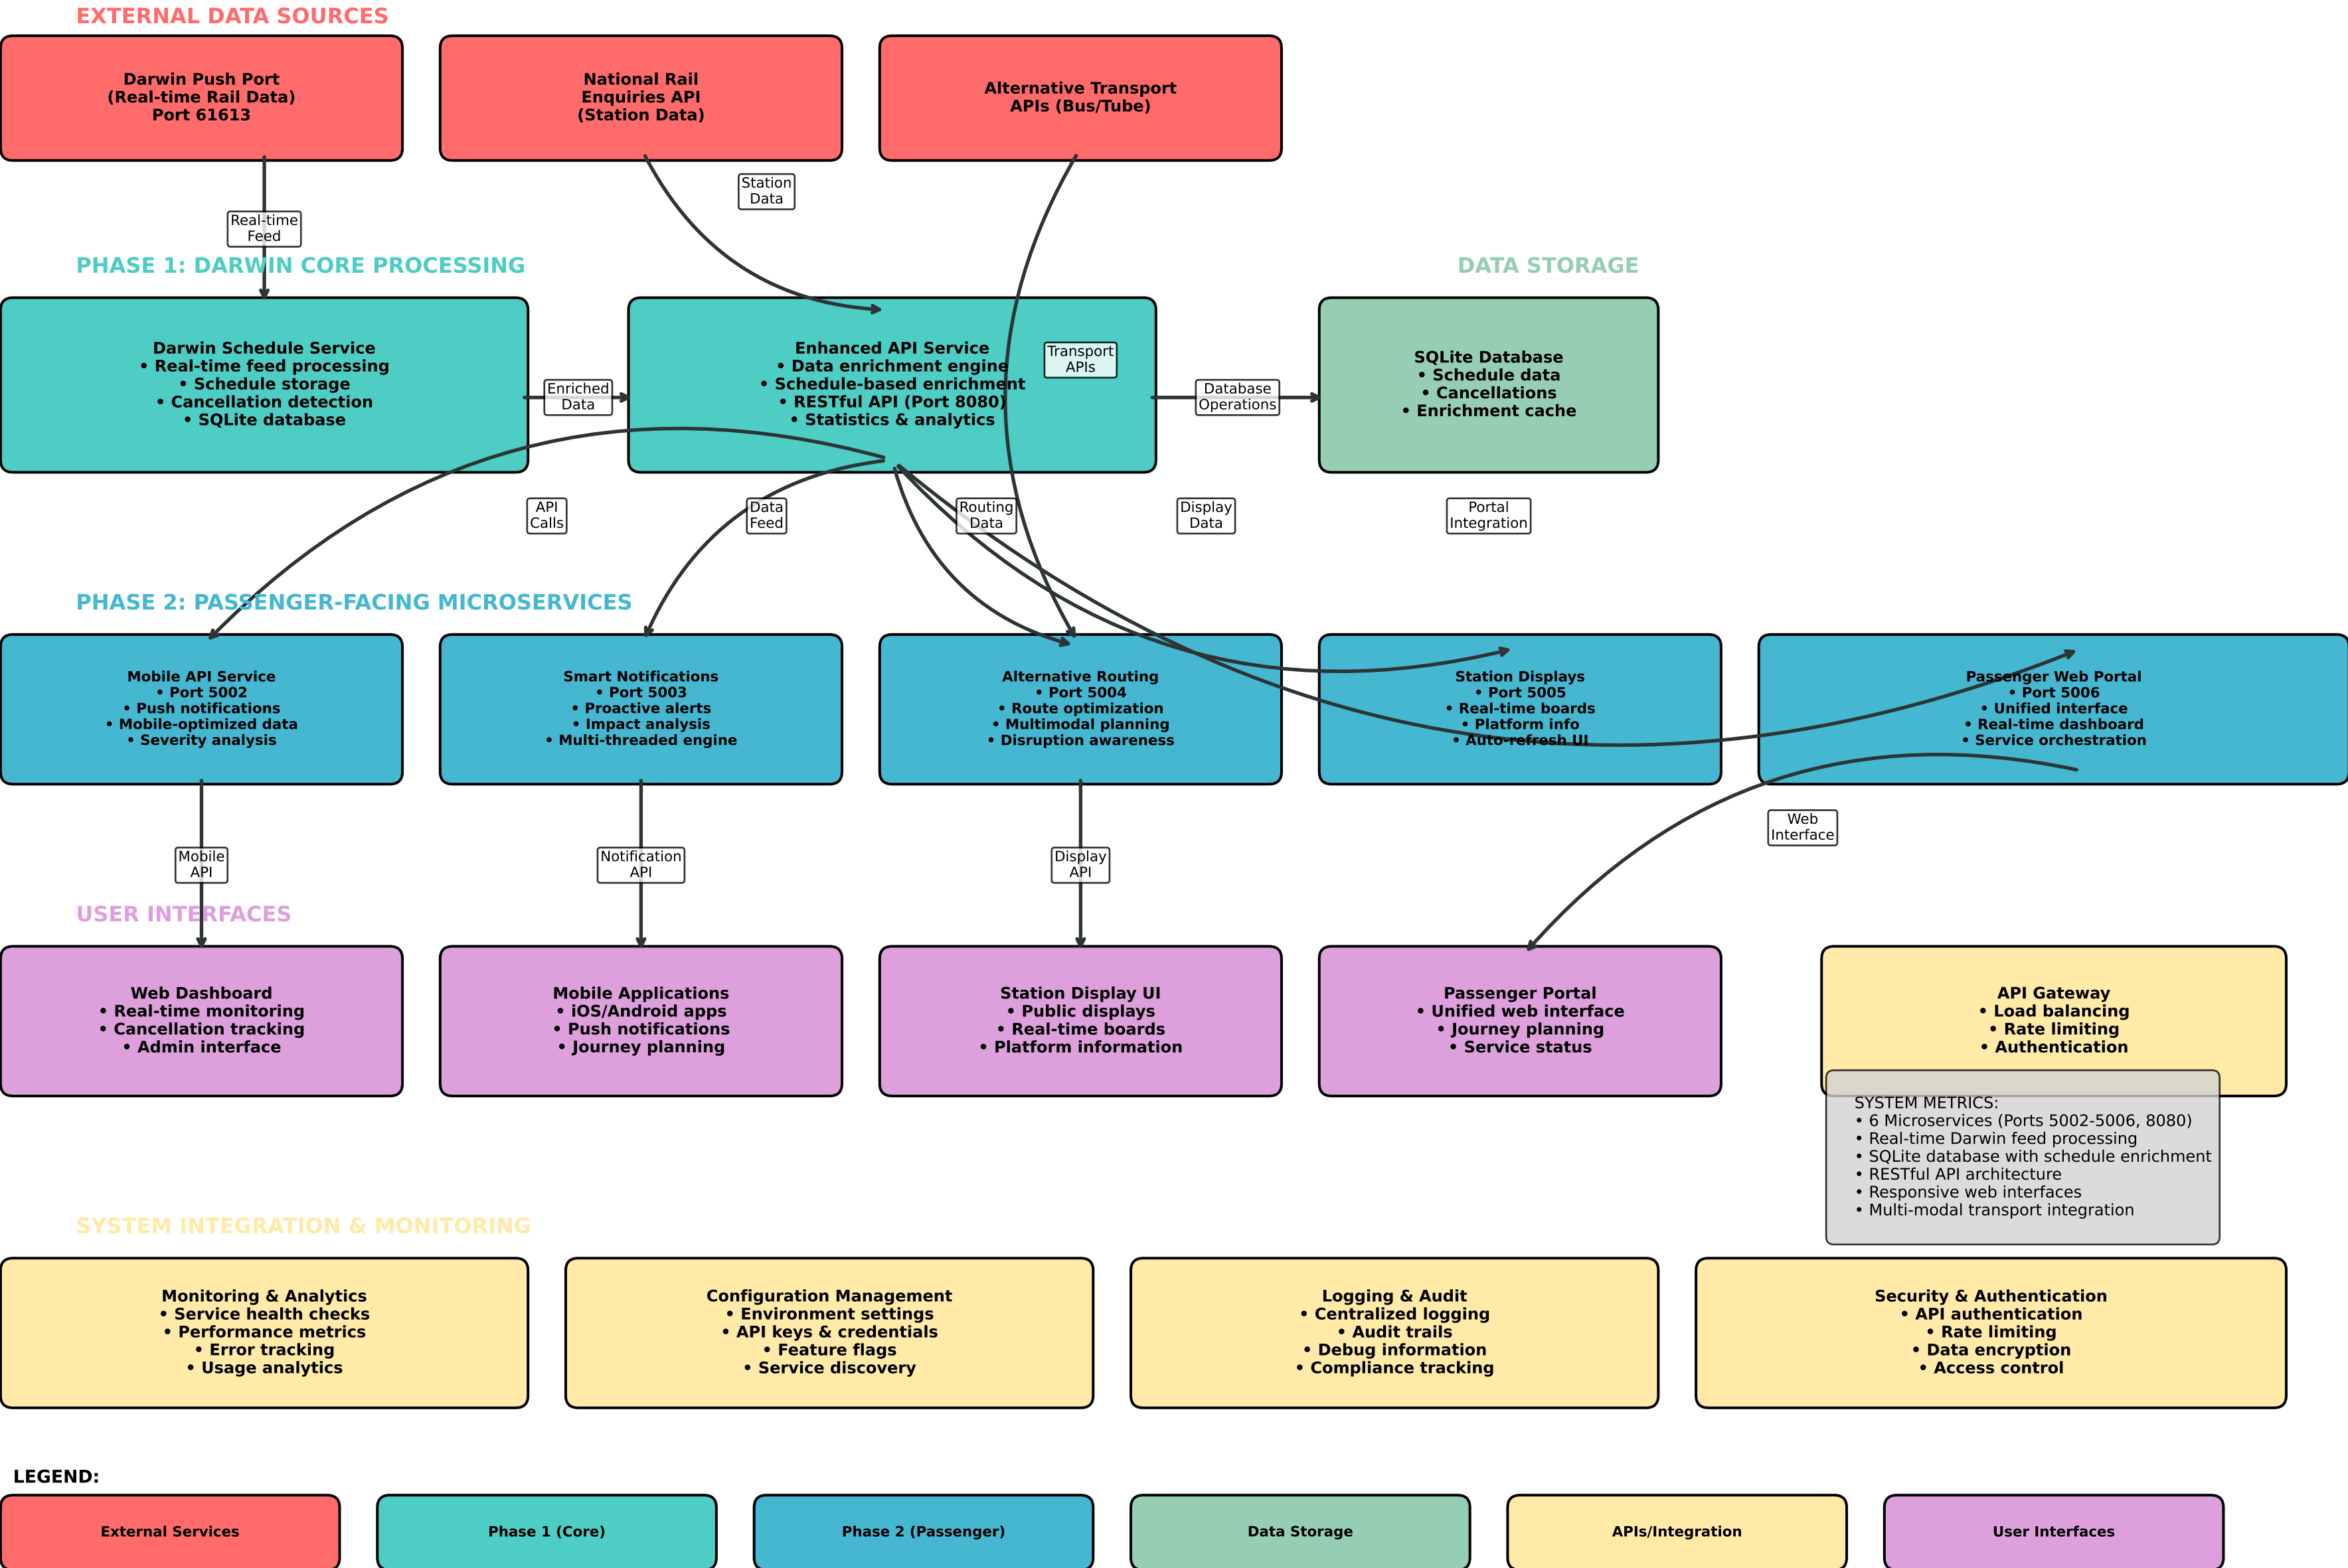 EXTERNAL DATA SOURCES
Darwin Push Port
(Real-time Rail Data)
Port 61613
National Rail
Enquiries API
(Station Data)
Alternative Transport
APIs (Bus/Tube)
Station
Data
Real-time
Feed
PHASE 1: DARWIN CORE PROCESSING
DATA STORAGE
Darwin Schedule Service
• Real-time feed processing
• Schedule storage
• Cancellation detection
• SQLite database
Enriched
Data
Enhanced API Service
• Data enrichment engine
• Schedule-based enrichment
• RESTful API (Port 8080)
• Statistics & analytics
Transport
APIs
Database
Operations
SQLite Database
• Schedule data
• Cancellations
• Enrichment cache
API
Calls
Data
Feed
Routing
Data
Display
Data
Portal
Integration
PHASE 2: PASSENGER-FACING MICROSERVICES
Mobile API Service
• Port 5002
• Push notifications
• Mobile-optimized data
• Severity analysis
Smart Notifications
• Port 5003
• Proactive alerts
• Impact analysis
• Multi-threaded engine
Alternative Routing
• Port 5004
• Route optimization
• Multimodal planning
• Disruption awareness
Station Displays
• Port 5005
• Real-time boards
• Platform info
• Auto-refresh UI
Passenger Web Portal
• Port 5006
• Unified interface
• Real-time dashboard
• Service orchestration
Mobile
API
Notification
API
Display
API
Web
Interface
USER INTERFACES
Web Dashboard
• Real-time monitoring
• Cancellation tracking
• Admin interface
Mobile Applications
• iOS/Android apps
• Push notifications
• Journey planning
Station Display UI
• Public displays
• Real-time boards
• Platform information
Passenger Portal
• Unified web interface
• Journey planning
• Service status
API Gateway
• Load balancing
• Rate limiting
• Authentication
SYSTEM METRICS:
• 6 Microservices (Ports 5002-5006, 8080)
• Real-time Darwin feed processing
• SQLite database with schedule enrichment
• RESTful API architecture
• Responsive web interfaces
• Multi-modal transport integration
SYSTEM INTEGRATION & MONITORING
Monitoring & Analytics
• Service health checks
• Performance metrics
• Error tracking
• Usage analytics
Configuration Management
• Environment settings
• API keys & credentials
• Feature flags
• Service discovery
Logging & Audit
• Centralized logging
• Audit trails
• Debug information
• Compliance tracking
Security & Authentication
• API authentication
• Rate limiting
• Data encryption
• Access control
LEGEND:
External Services
Phase 1 (Core)
Phase 2 (Passenger)
Data Storage
APIs/Integration
User Interfaces